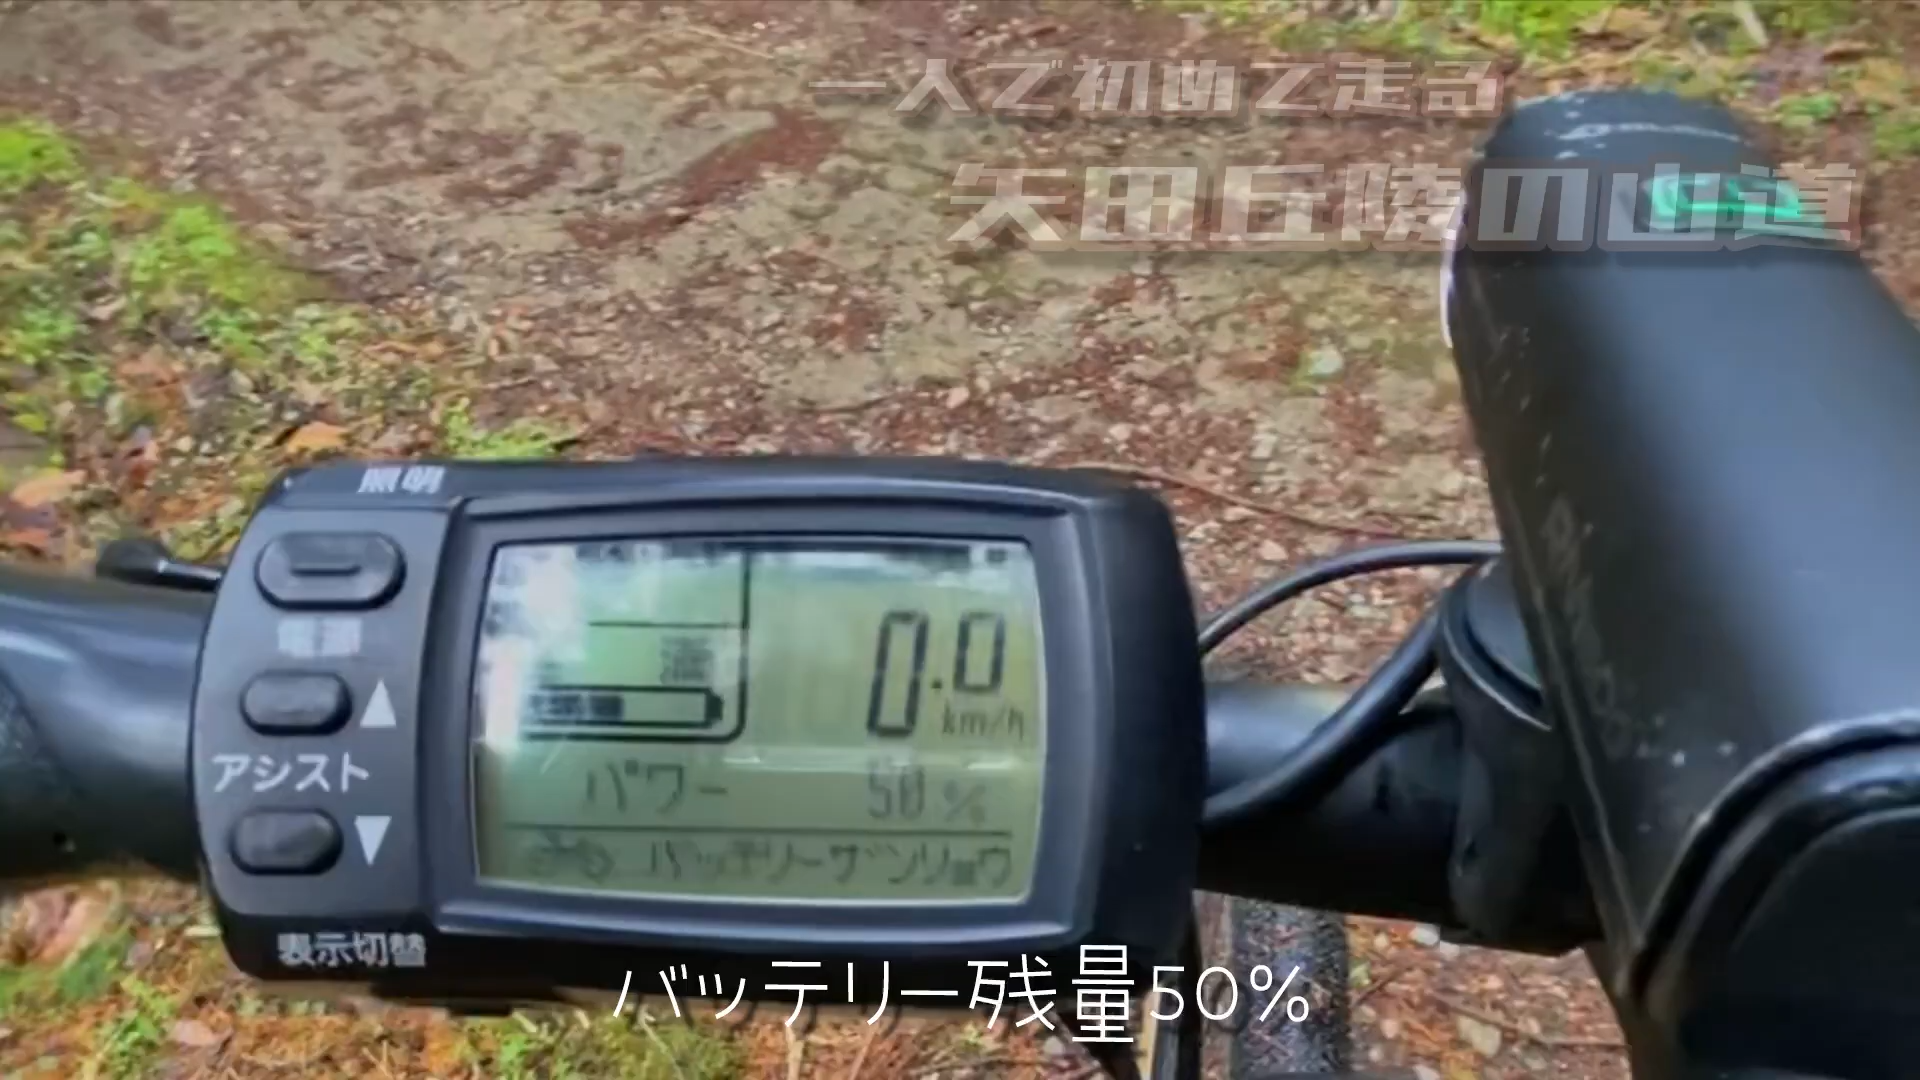 一人で初めて走る
矢田丘陵の山道
照明
電源
アシスト
▲
▼
表示切替
0.0
km/h
パワー 50%
バッテリーザンリョウ
バッテリー残量50%